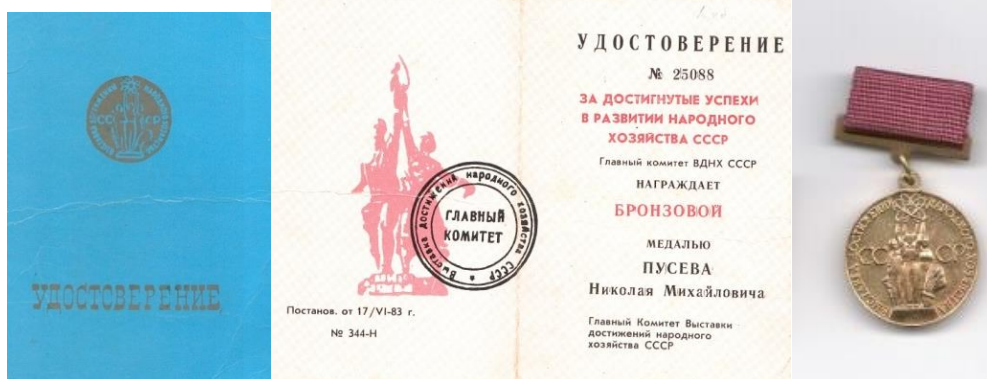 УДОСТОВЕРЕНИЕ
ГЛАВНЫЙ
КОМИТЕТ
Выставка достижений народного хозяйства СССР
Постанов. от 17/VI-83 г.
№ 344-Н
УДОСТОВЕРЕНИЕ
№ 25088
ЗА ДОСТИГНУТЫЕ УСПЕХИ
В РАЗВИТИИ НАРОДНОГО
ХОЗЯЙСТВА СССР
Главный комитет ВДНХ СССР
НАГРАЖДАЕТ
БРОНЗОВОЙ
МЕДАЛЬЮ
ПУСЕВА
Николая Михайловича
Главный Комитет Выставки
достижений народного
хозяйства СССР
СС СР